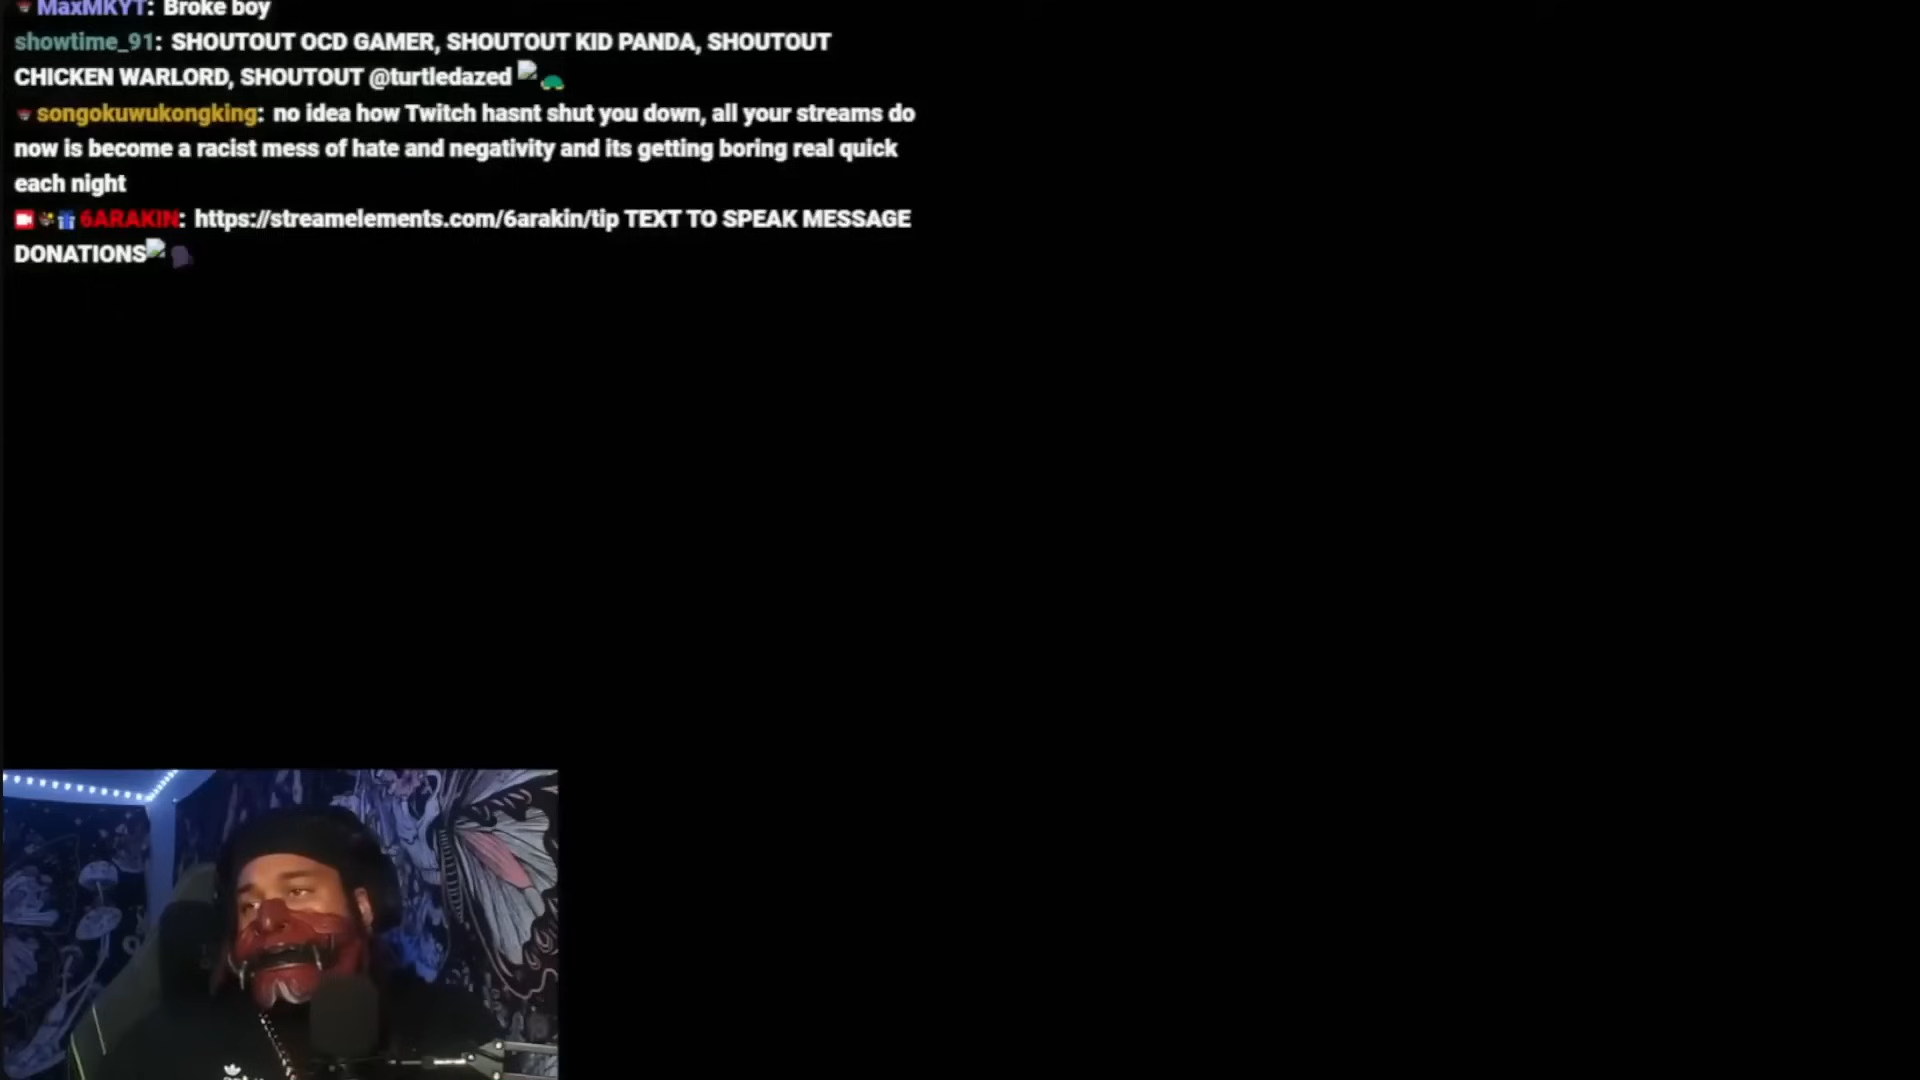 MaxMKYT: Broke boy
showtime_91: SHOUTOUT OCD GAMER, SHOUTOUT KID PANDA, SHOUTOUT
CHICKEN WARLORD, SHOUTOUT @turtledazed
songokuwukongking: no idea how Twitch hasnt shut you down, all your streams do
now is become a racist mess of hate and negativity and its getting boring real quick
each night
6ARAKIN: https://streamelements.com/6arakin/tip TEXT TO SPEAK MESSAGE
DONATIONS